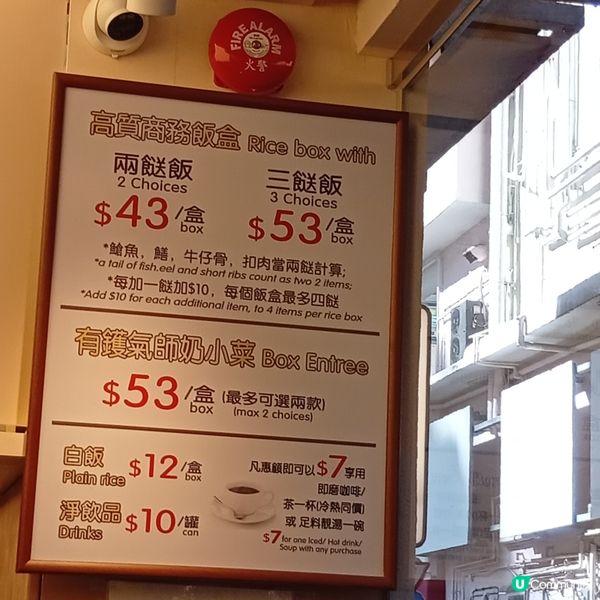 FIRE ALARM
火警
高質商務飯盒 Rice box with
兩餸飯
2 Choices
$43/盒
box
三餸飯
3 Choices
$53/盒
box
*鎗魚，鱔，牛仔骨，扣肉當兩餸計算;
*a tail of fish.eel and short ribs count as two 2 items;
*每加一餸加$10，每個飯盒最多四餸
*Add $10 for each additional item, to 4 items per rice box
有鑊氣師奶小菜 Box Entree
$53/盒 (最多可選兩款)
box (max 2 choices)
白飯 $12/盒
Plain rice box
淨飲品 $10/罐
Drinks can
凡惠顧即可以$7享用
即磨咖啡/
茶一杯(冷熱同價)
或 足料靚湯一碗
$7 for one Iced/ Hot drink/
Soup with any purchase
U Community